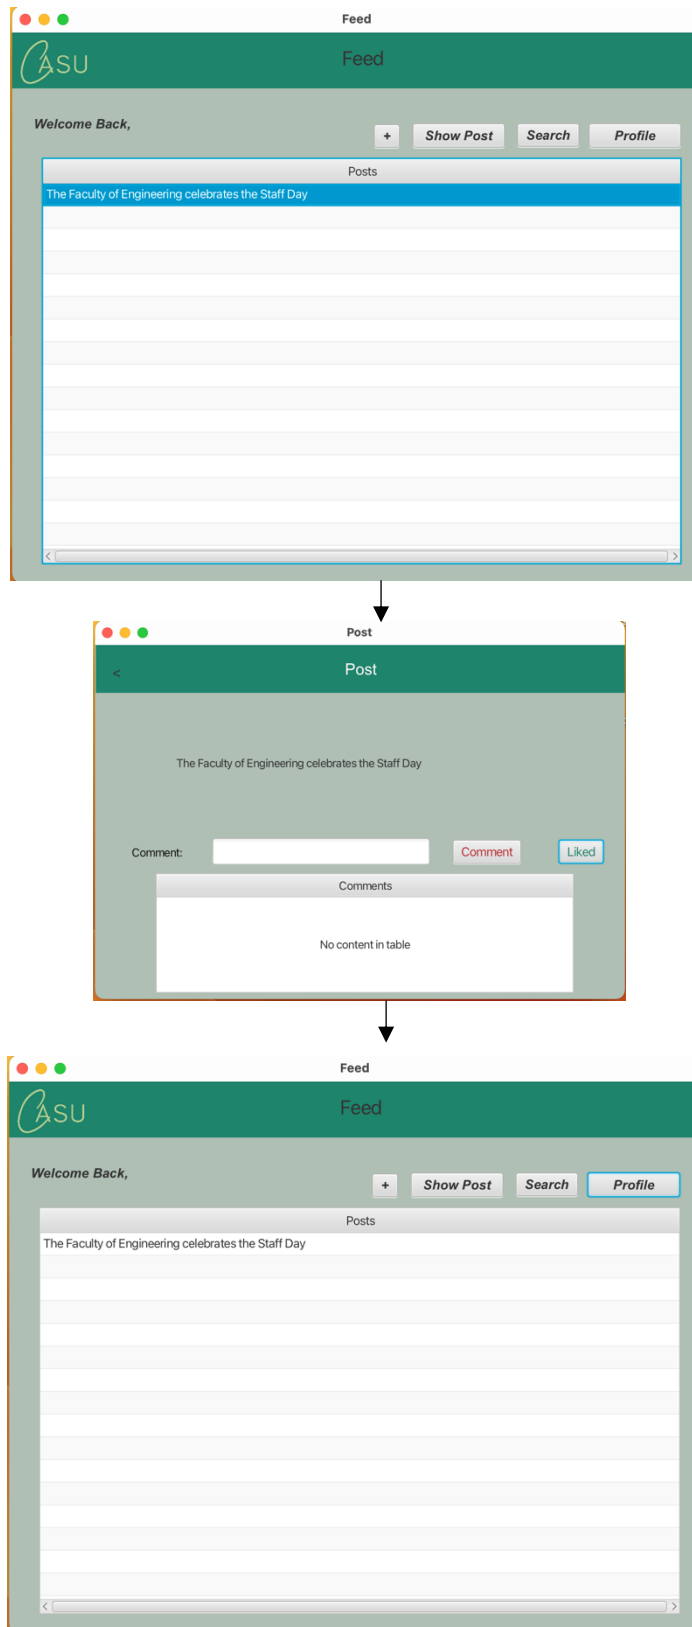 Feed
Feed
CASU
Welcome Back,
+ Show Post Search Profile
Posts
The Faculty of Engineering celebrates the Staff Day
< >
Post
< Post
The Faculty of Engineering celebrates the Staff Day
Comment: Comment Liked
Comments
No content in table
Feed
Feed
CASU
Welcome Back,
+ Show Post Search Profile
Posts
The Faculty of Engineering celebrates the Staff Day
< >